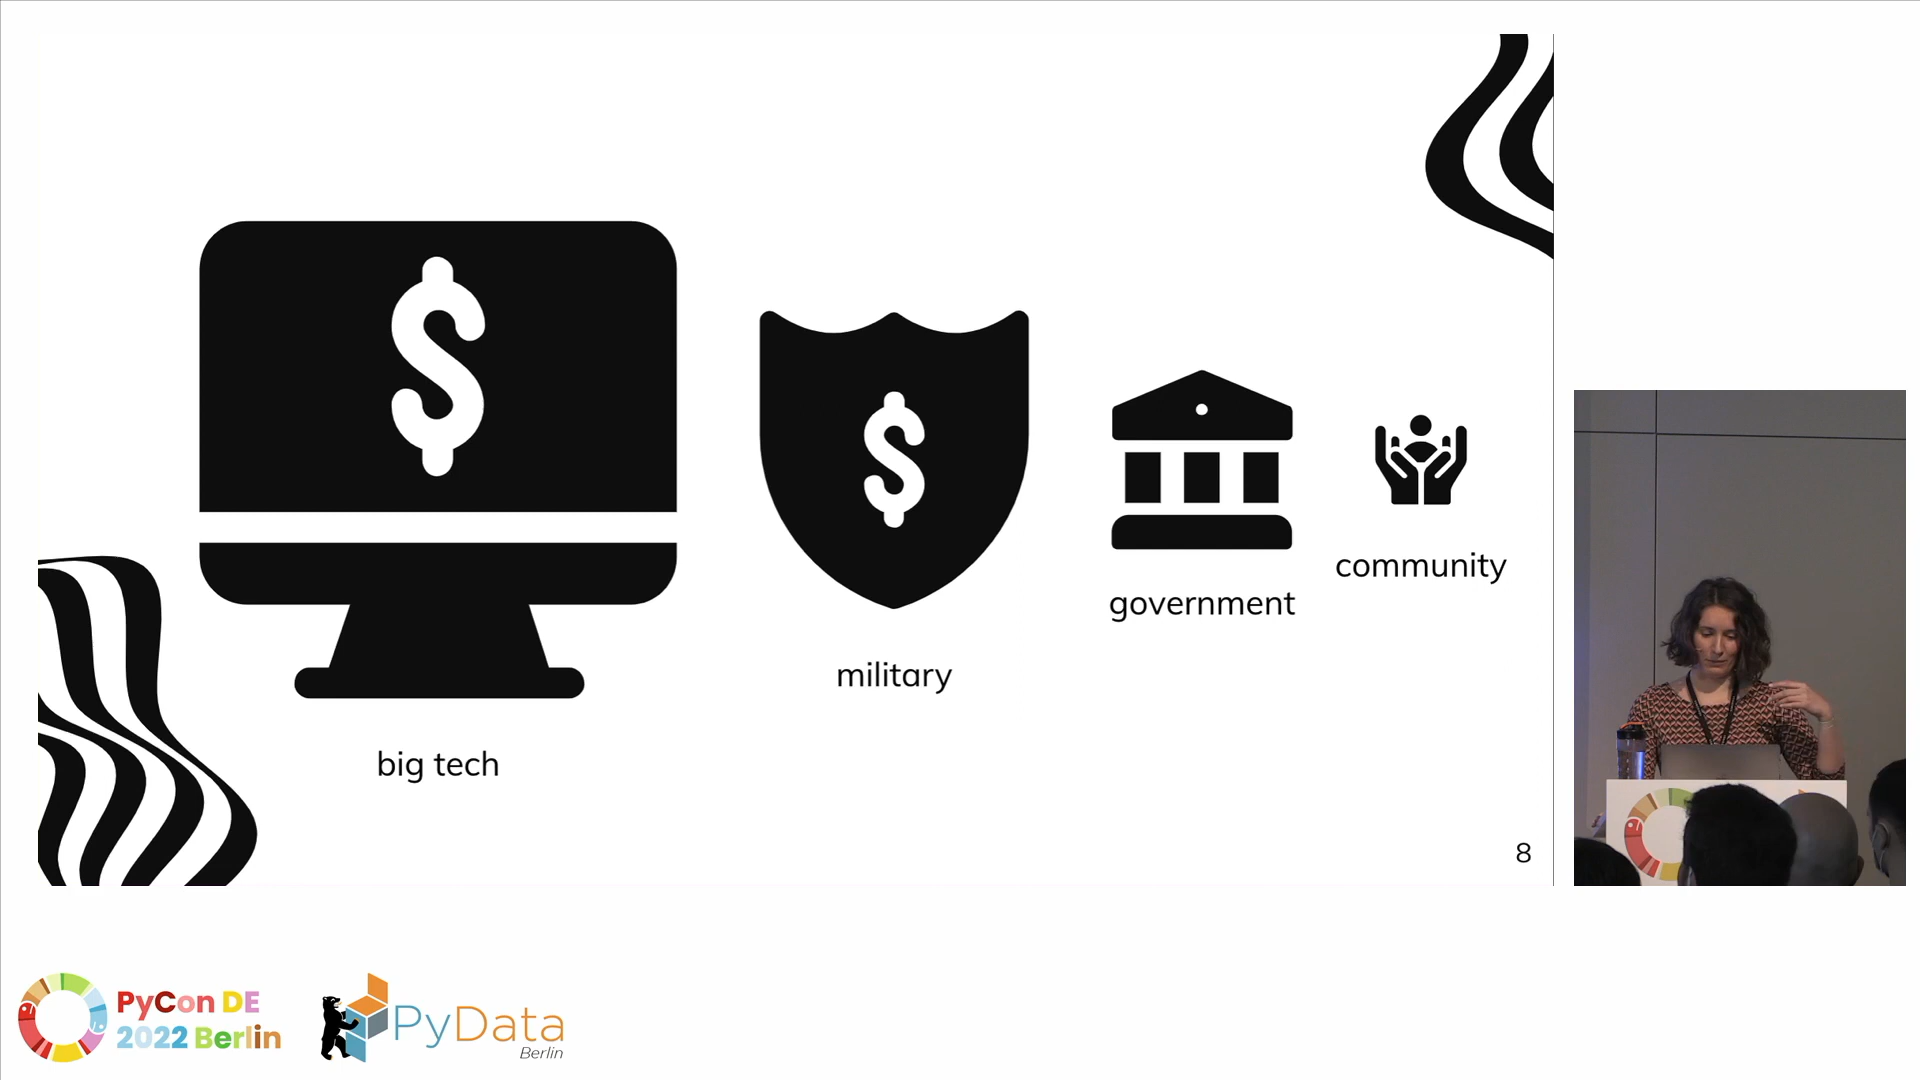 $
$
big tech
military
government
community
8
PyCon DE
2022 Berlin
PyData
Berlin